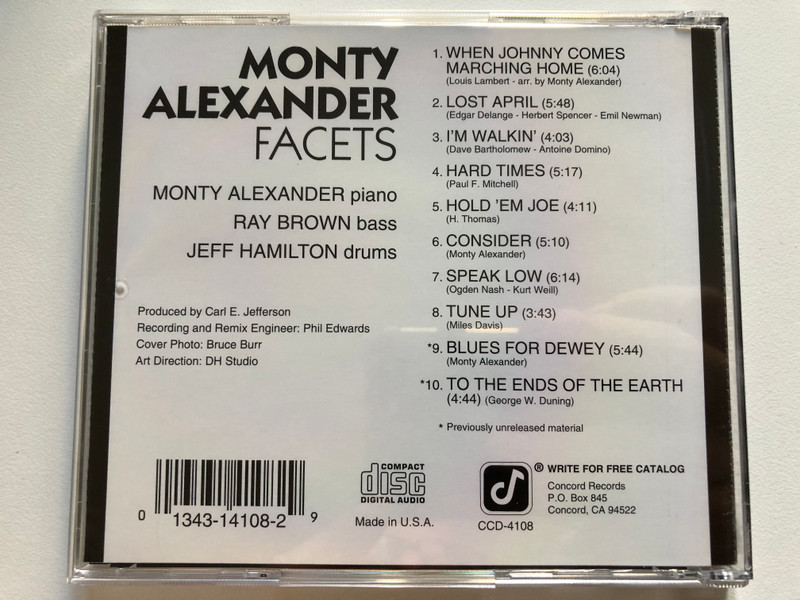 MONTY
ALEXANDER
FACETS
MONTY ALEXANDER piano
RAY BROWN bass
JEFF HAMILTON drums
Produced by Carl E. Jefferson
Recording and Remix Engineer: Phil Edwards
Cover Photo: Bruce Burr
Art Direction: DH Studio
1. WHEN JOHNNY COMES
MARCHING HOME (6:04)
(Louis Lambert - arr. by Monty Alexander)
2. LOST APRIL (5:48)
(Edgar Delange - Herbert Spencer - Emil Newman)
3. I'M WALKIN' (4:03)
(Dave Bartholomew - Antoine Domino)
4. HARD TIMES (5:17)
(Paul F. Mitchell)
5. HOLD 'EM JOE (4:11)
(H. Thomas)
6. CONSIDER (5:10)
(Monty Alexander)
7. SPEAK LOW (6:14)
(Ogden Nash - Kurt Weill)
8. TUNE UP (3:43)
(Miles Davis)
*9. BLUES FOR DEWEY (5:44)
(Monty Alexander)
*10. TO THE ENDS OF THE EARTH
(4:44) (George W. Duning)
* Previously unreleased material
0 1343-14108-2 9
COMPACT
disc
DIGITAL AUDIO
Made in U.S.A.
CCD-4108
® WRITE FOR FREE CATALOG
Concord Records
P.O. Box 845
Concord, CA 94522